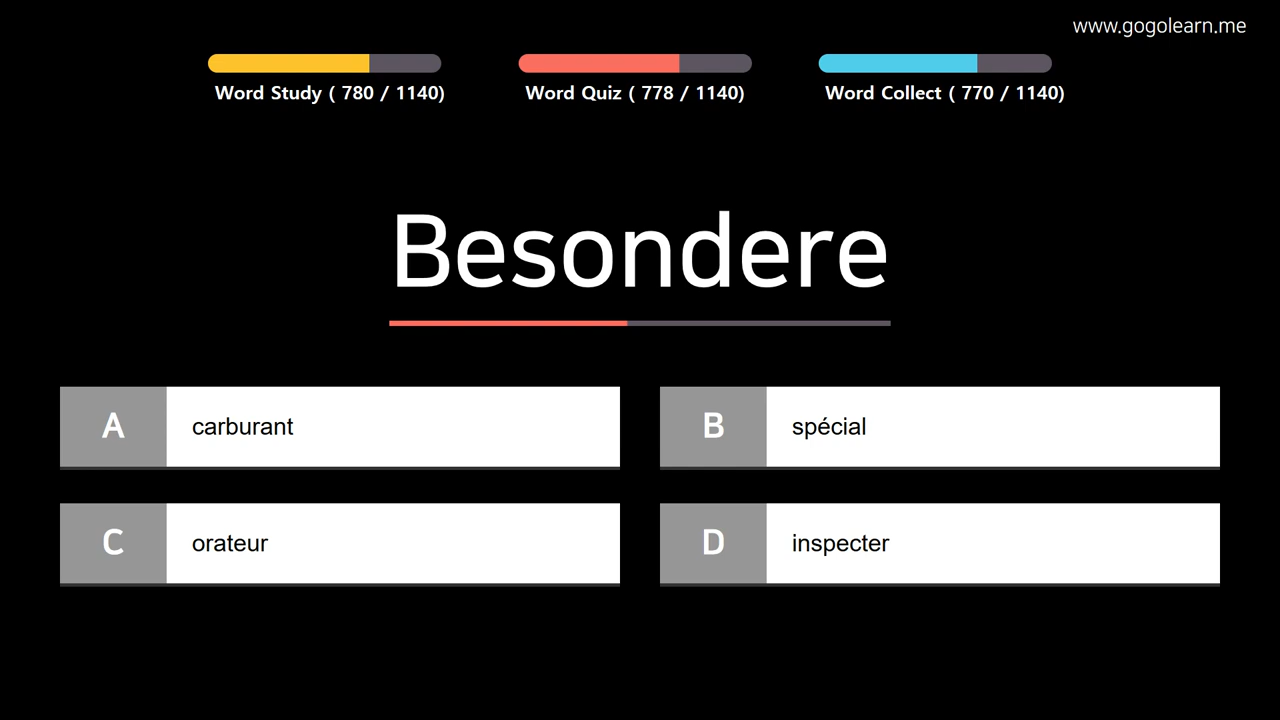 www.gogolearn.me
Word Study ( 780 / 1140)
Word Quiz ( 778 / 1140)
Word Collect ( 770 / 1140)
Besondere
A carburant
B spécial
C orateur
D inspecter